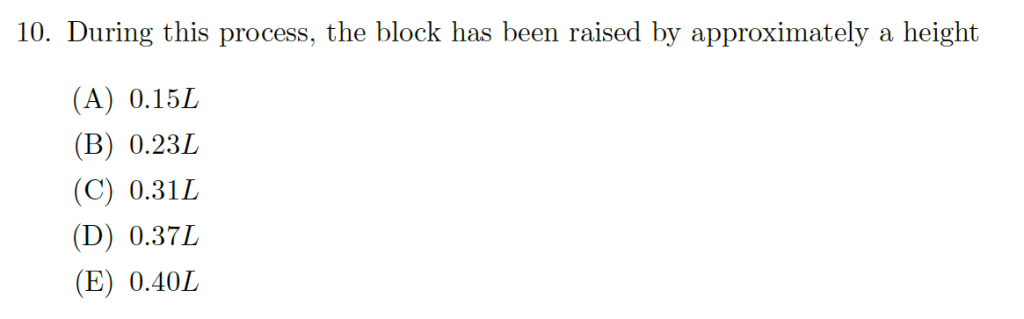 10. During this process, the block has been raised by approximately a height
(A) 0.15L
(B) 0.23L
(C) 0.31L
(D) 0.37L
(E) 0.40L